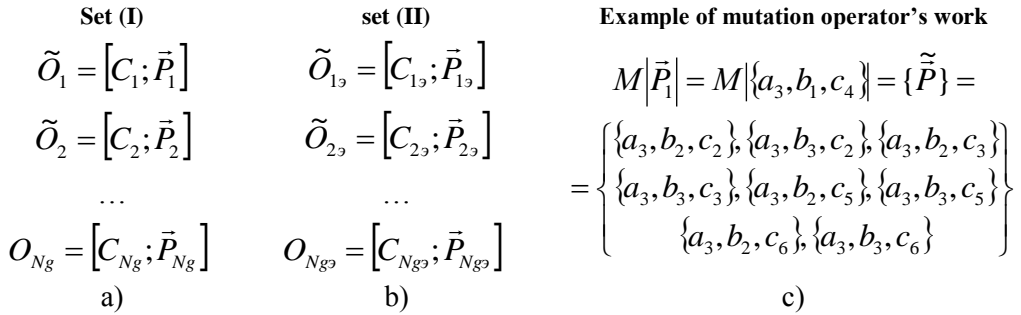 Set (I)
Õ₁ = [C₁; P⃗₁]
Õ₂ = [C₂; P⃗₂]
...
O_Ng = [C_Ng; P⃗_Ng]
a)
set (II)
Õ₁э = [C₁э; P⃗₁э]
Õ₂э = [C₂э; P⃗₂э]
...
O_Ngэ = [C_Ngэ; P⃗_Ngэ]
b)
Example of mutation operator's work
M|P⃗₁| = M|{a₃, b₁, c₄}| = {P⃗̃} =
= { {a₃, b₂, c₂}, {a₃, b₃, c₂}, {a₃, b₂, c₃}
{a₃, b₃, c₃}, {a₃, b₂, c₅}, {a₃, b₃, c₅}
{a₃, b₂, c₆}, {a₃, b₃, c₆} }
c)